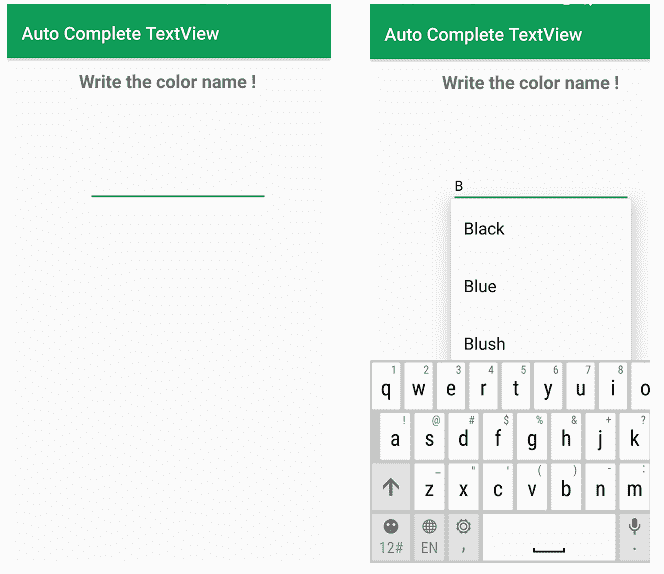 Auto Complete TextView
Write the color name !
Auto Complete TextView
Write the color name !
B
Black
Blue
Blush
1 2 3 4 5 6 7 8
q w e r t y u i o
! @ # $ % & + ?
a s d f g h j k
_ " ' ( ) - :
z x c v b n m
12# EN , .